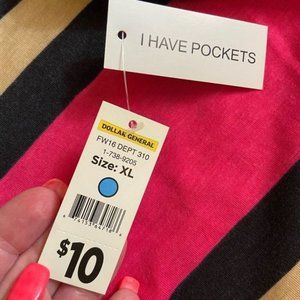 I HAVE POCKETS
DOLLAR GENERAL
FW16 DEPT 310
1-738-9205
Size: XL
$10